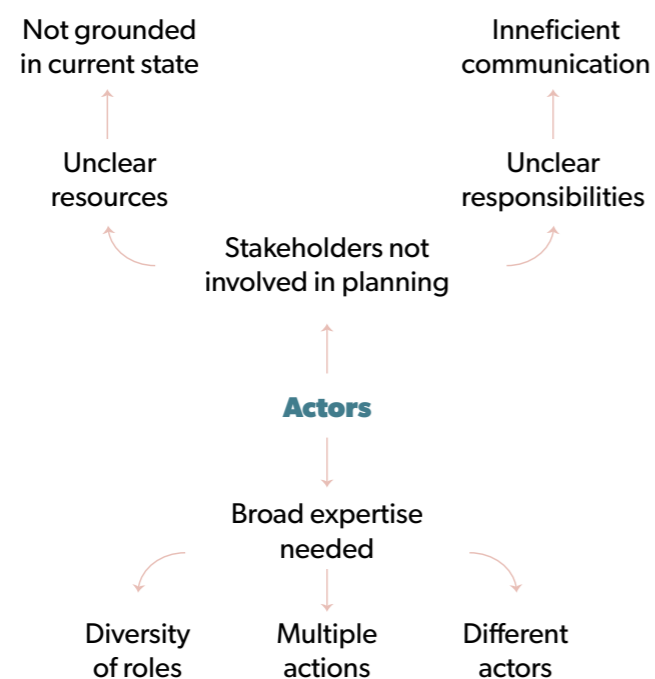 Not grounded
in current state
Inneficient
communication
Unclear
resources
Unclear
responsibilities
Stakeholders not
involved in planning
Actors
Broad expertise
needed
Diversity
of roles
Multiple
actions
Different
actors